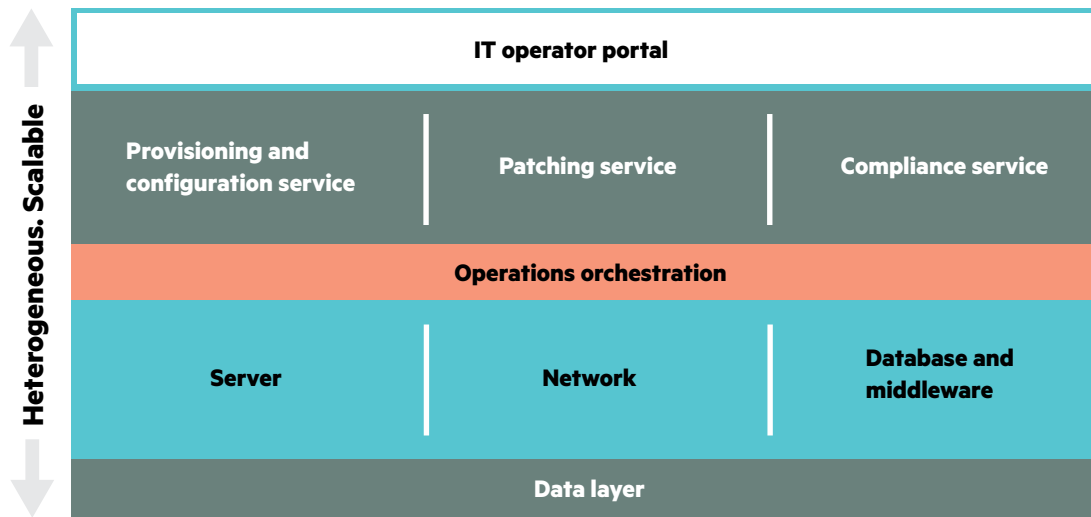 IT operator portal
Heterogeneous. Scalable
Provisioning and
configuration service
Patching service
Compliance service
Operations orchestration
Server
Network
Database and
middleware
Data layer